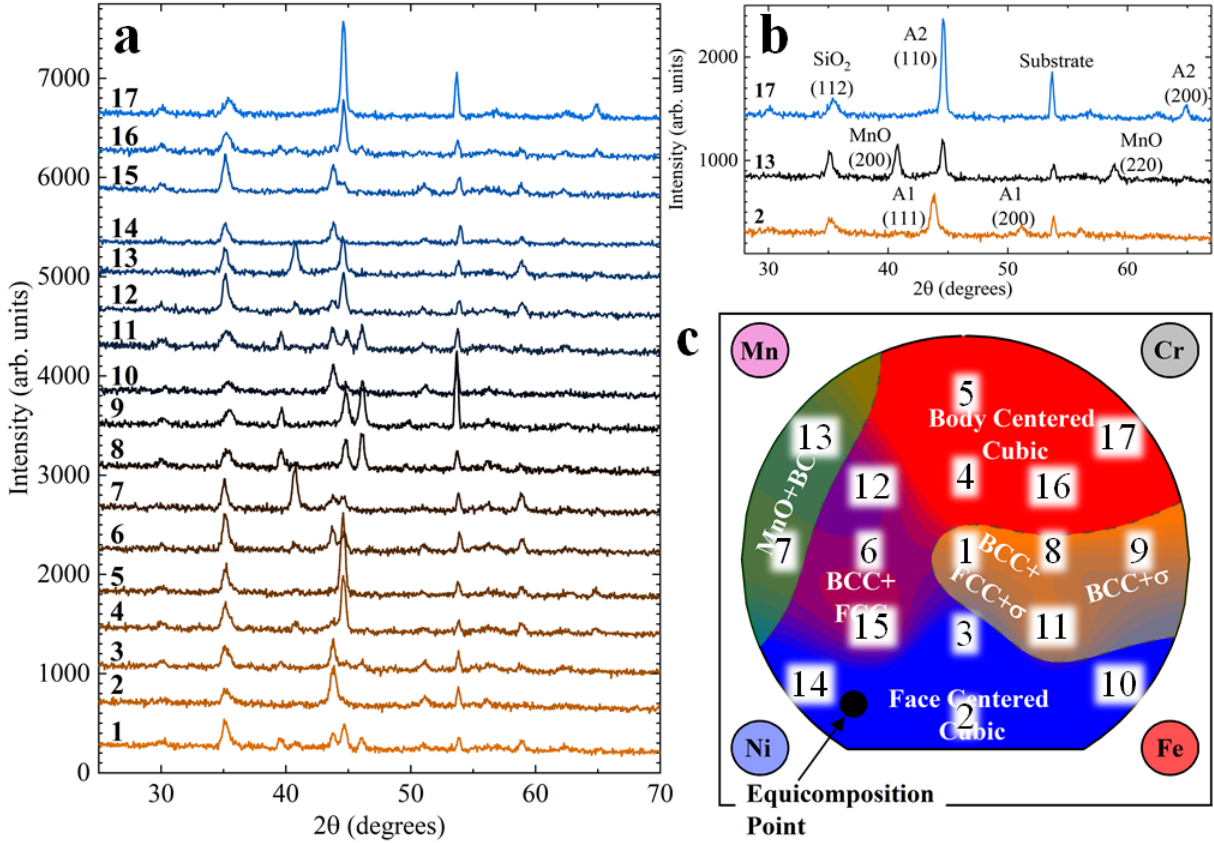 a
7000
6000
5000
4000
3000
2000
1000
0
17
16
15
14
13
12
11
10
9
8
7
6
5
4
3
2
1
30
40
50
60
70
Intensity (arb. units)
2θ (degrees)
b
2000
1000
Intensity (arb. units)
A2
(110)
SiO2
(112)
Substrate
A2
(200)
17
MnO
(200)
MnO
(220)
13
A1
(111)
A1
(200)
2
30
40
50
60
2θ (degrees)
c
Mn
Cr
5
Body Centered
Cubic
13
17
12
4
16
MnO+BC
7
6
1
8
9
BCC+
FCC+σ
BCC+σ
BCC+
FCC
15
3
11
14
10
Face Centered
2
Cubic
Ni
Fe
Equicomposition
Point